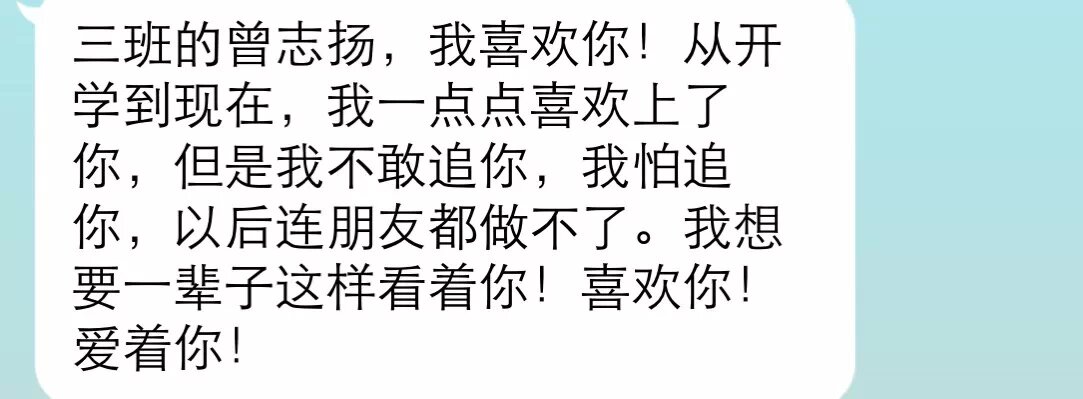 三班的曾志扬，我喜欢你！从开
学到现在，我一点点喜欢上了
你，但是我不敢追你，我怕追
你，以后连朋友都做不了。我想
要一辈子这样看着你！喜欢你！
爱着你！